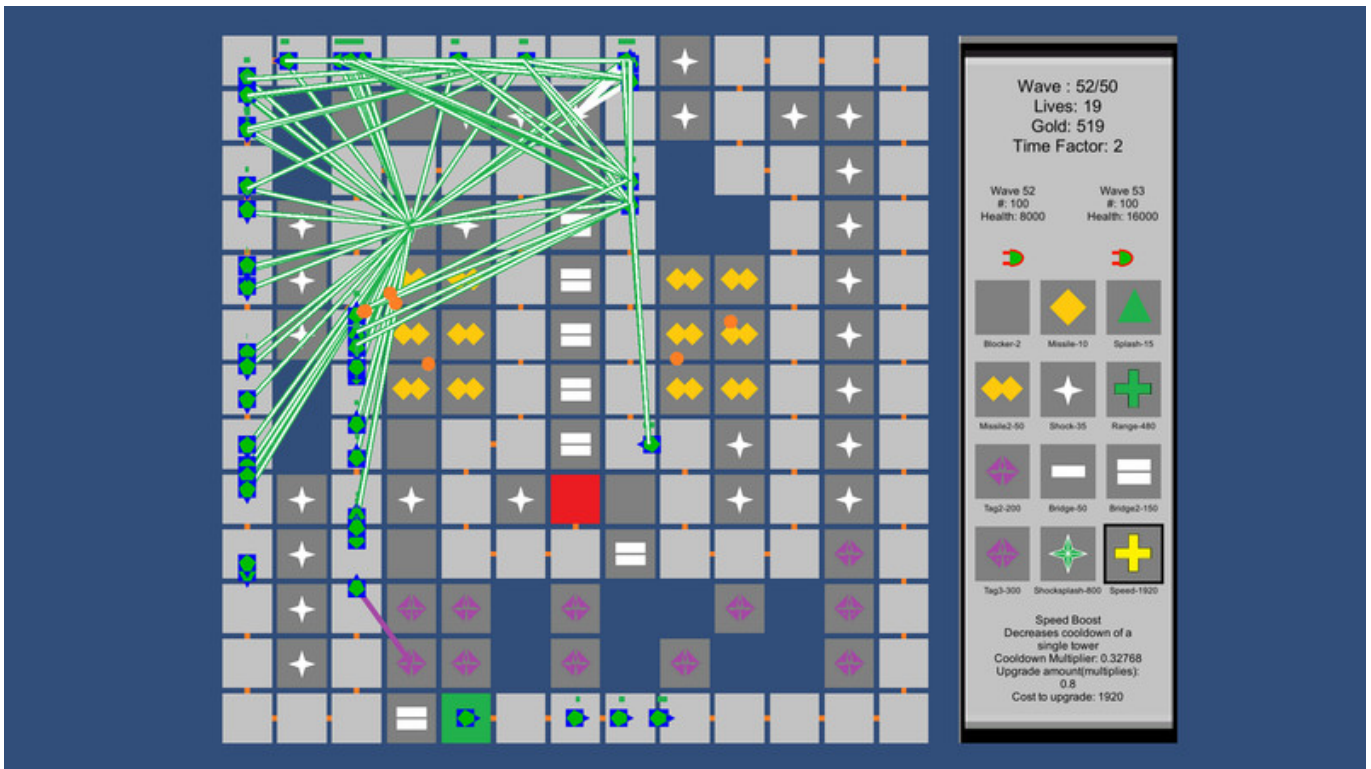 Wave : 52/50
Lives: 19
Gold: 519
Time Factor: 2
Wave 52
#: 100
Health: 8000
Wave 53
#: 100
Health: 16000
Blocker-2
Missile-10
Splash-15
Missile2-50
Shock-35
Range-480
Tag2-200
Bridge-50
Bridge2-150
Tag3-300
Shocksplash-800
Speed-1920
Speed Boost
Decreases cooldown of a
single tower
Cooldown Multiplier: 0.32768
Upgrade amount(multiplies):
0.8
Cost to upgrade: 1920